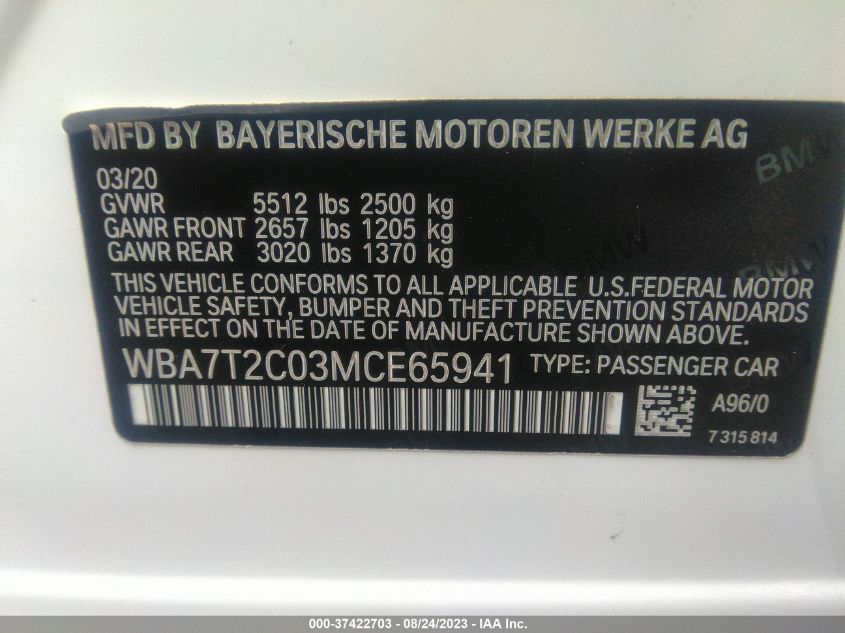 MFD BY BAYERISCHE MOTOREN WERKE AG
03/20
GVWR 5512 lbs 2500 kg
GAWR FRONT 2657 lbs 1205 kg
GAWR REAR 3020 lbs 1370 kg
THIS VEHICLE CONFORMS TO ALL APPLICABLE U.S.FEDERAL MOTOR
VEHICLE SAFETY, BUMPER AND THEFT PREVENTION STANDARDS
IN EFFECT ON THE DATE OF MANUFACTURE SHOWN ABOVE.
WBA7T2C03MCE65941 TYPE: PASSENGER CAR
A96/0
7 315 814
BMW
BMW
BMW
000-37422703 - 08/24/2023 - IAA Inc.